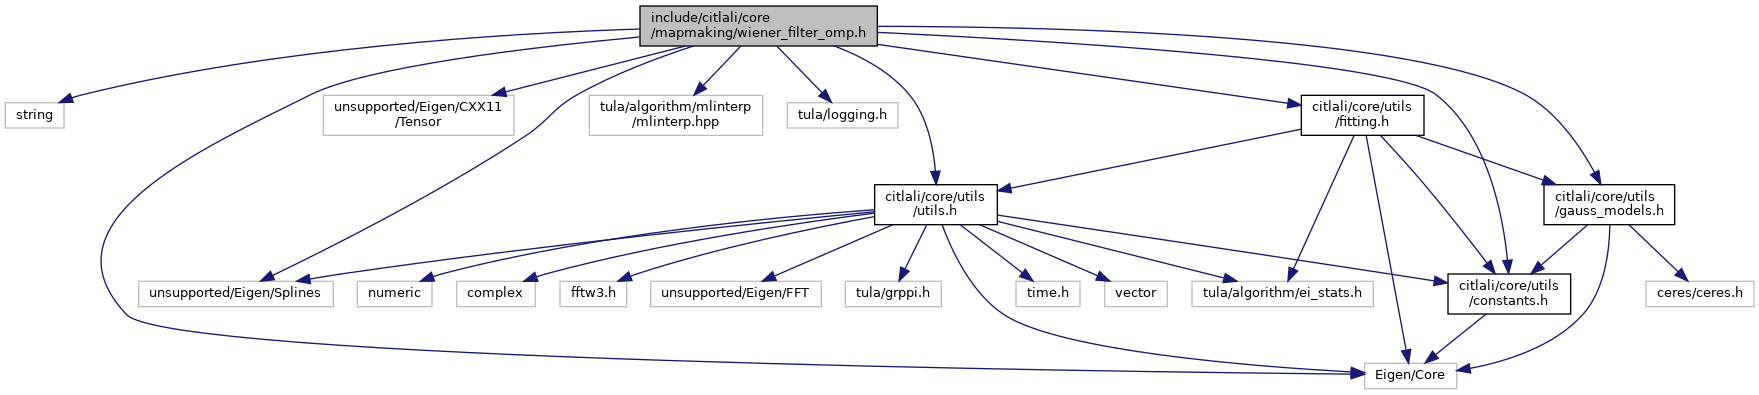 include/citlali/core
/mapmaking/wiener_filter_omp.h
string
unsupported/Eigen/CXX11
/Tensor
tula/algorithm/mlinterp
/mlinterp.hpp
tula/logging.h
citlali/core/utils
/fitting.h
citlali/core/utils
/utils.h
citlali/core/utils
/gauss_models.h
unsupported/Eigen/Splines
numeric
complex
fftw3.h
unsupported/Eigen/FFT
tula/grppi.h
time.h
vector
tula/algorithm/ei_stats.h
citlali/core/utils
/constants.h
ceres/ceres.h
Eigen/Core